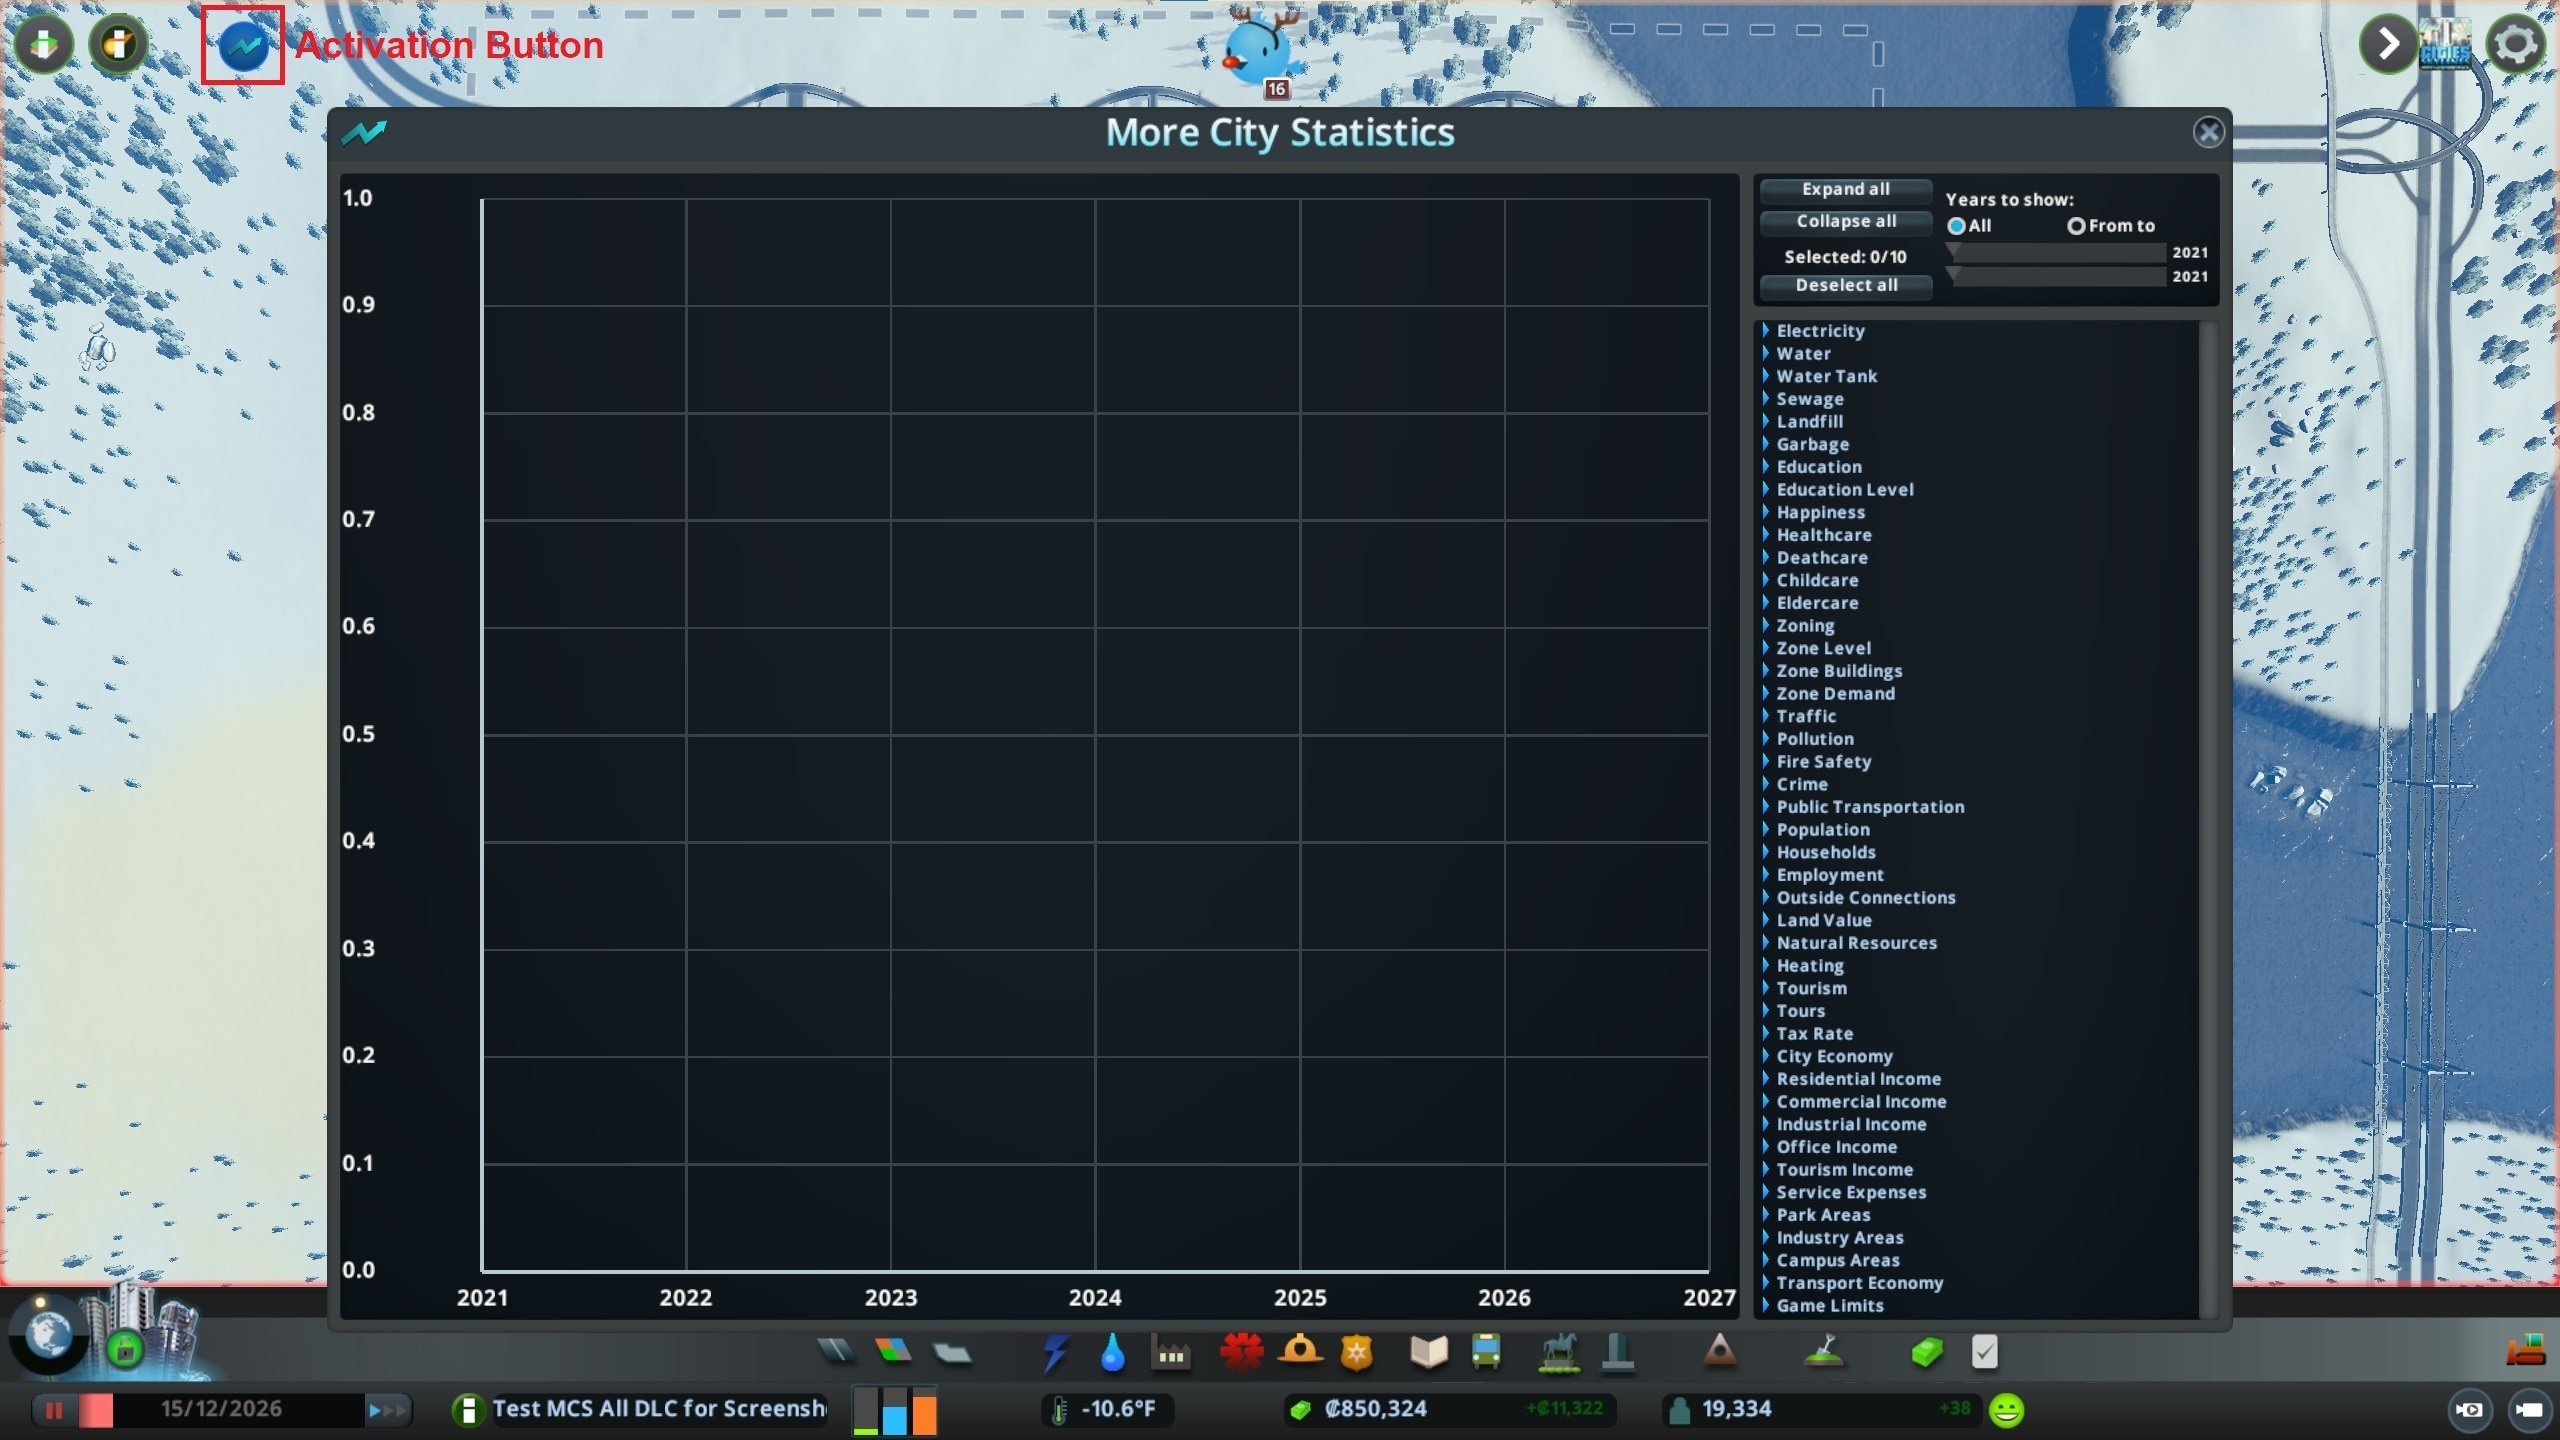 Activation Button
16
CITIES
More City Statistics
1.0
0.9
0.8
0.7
0.6
0.5
0.4
0.3
0.2
0.1
0.0
2021 2022 2023 2024 2025 2026 2027
Expand all
Collapse all
Selected: 0/10
Deselect all
Years to show:
All From to
2021
2021
Electricity
Water
Water Tank
Sewage
Landfill
Garbage
Education
Education Level
Happiness
Healthcare
Deathcare
Childcare
Eldercare
Zoning
Zone Level
Zone Buildings
Zone Demand
Traffic
Pollution
Fire Safety
Crime
Public Transportation
Population
Households
Employment
Outside Connections
Land Value
Natural Resources
Heating
Tourism
Tours
Tax Rate
City Economy
Residential Income
Commercial Income
Industrial Income
Office Income
Tourism Income
Service Expenses
Park Areas
Industry Areas
Campus Areas
Transport Economy
Game Limits
15/12/2026 Test MCS All DLC for Screensh -10.6°F ₡850,324 +₡11,322 19,334 +38